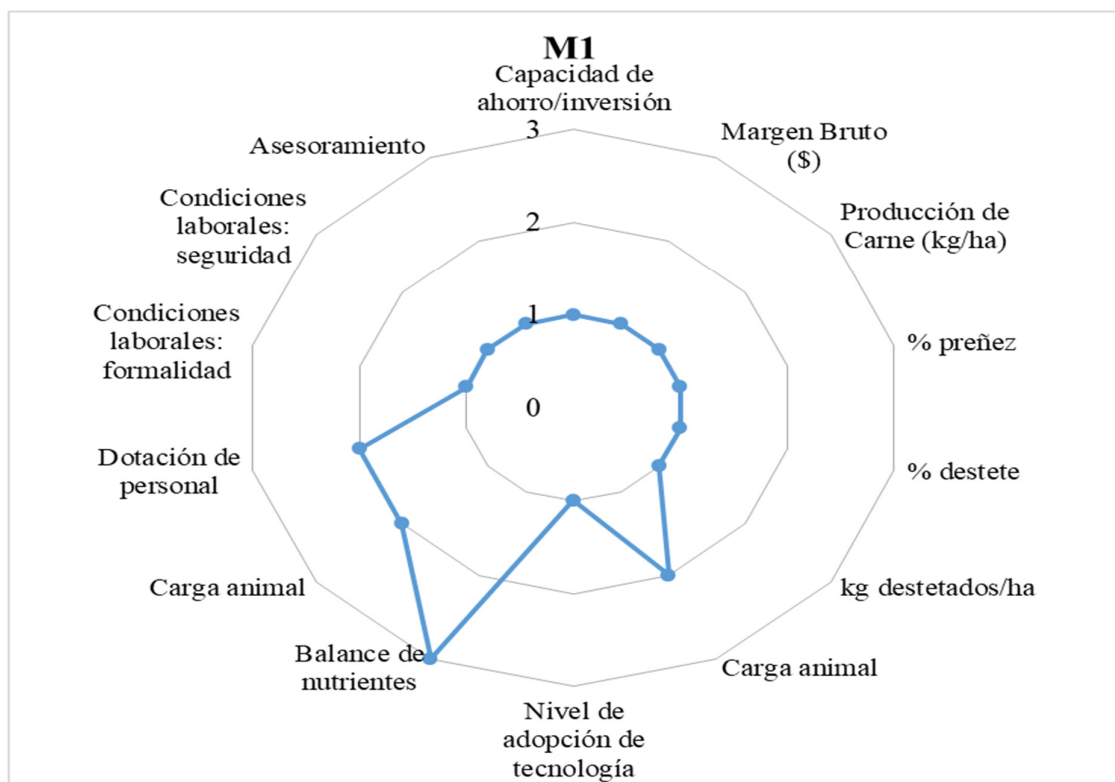 M1
Capacidad de
ahorro/inversión
Margen Bruto
($)
Producción de
Carne (kg/ha)
% preñez
% destete
kg destetados/ha
Carga animal
Nivel de
adopción de
tecnología
Balance de
nutrientes
Carga animal
Dotación de
personal
Condiciones
laborales:
formalidad
Condiciones
laborales:
seguridad
Asesoramiento
3
2
1
0